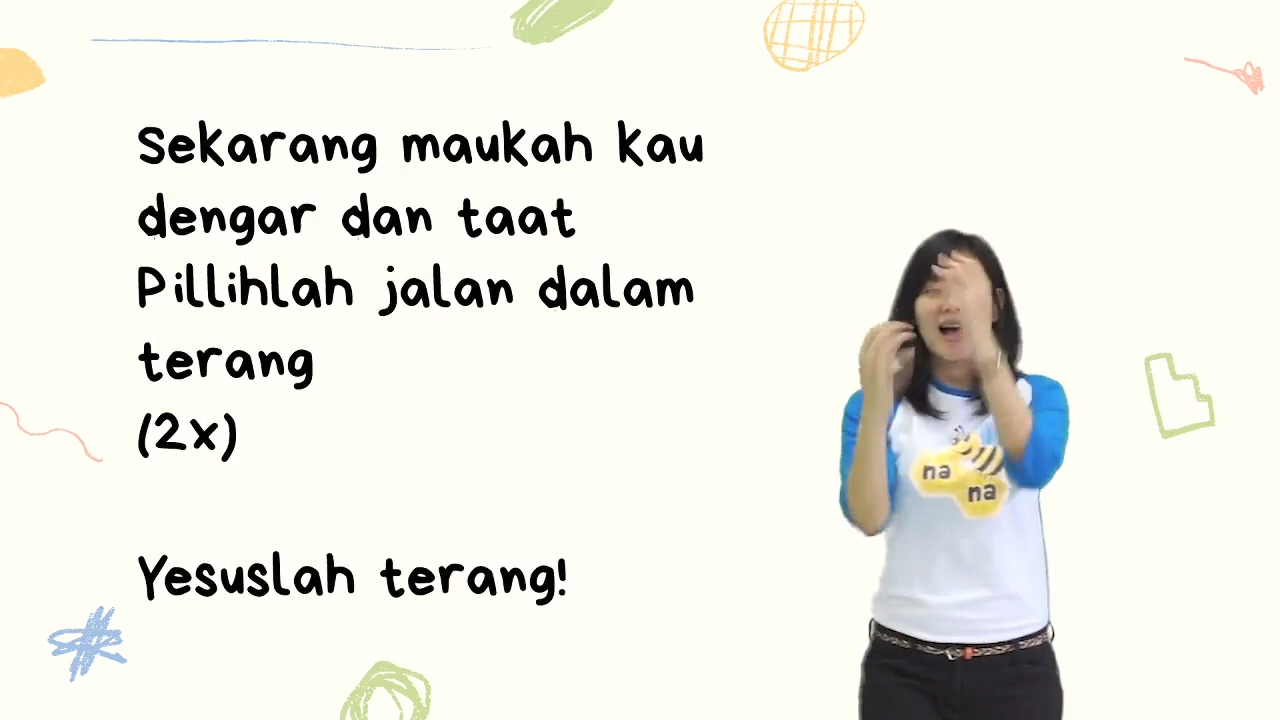 Sekarang maukah kau
dengar dan taat
Pillihlah jalan dalam
terang
(2x)
Yesuslah terang!
na
na